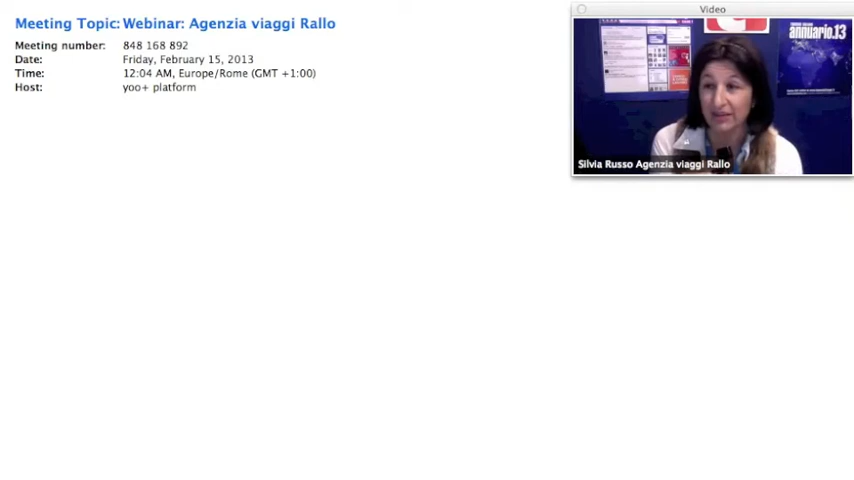 Meeting Topic: Webinar: Agenzia viaggi Rallo
Meeting number: 848 168 892
Date: Friday, February 15, 2013
Time: 12:04 AM, Europe/Rome (GMT +1:00)
Host: yoo+ platform
Video
annuario.13
Silvia Russo Agenzia viaggi Rallo